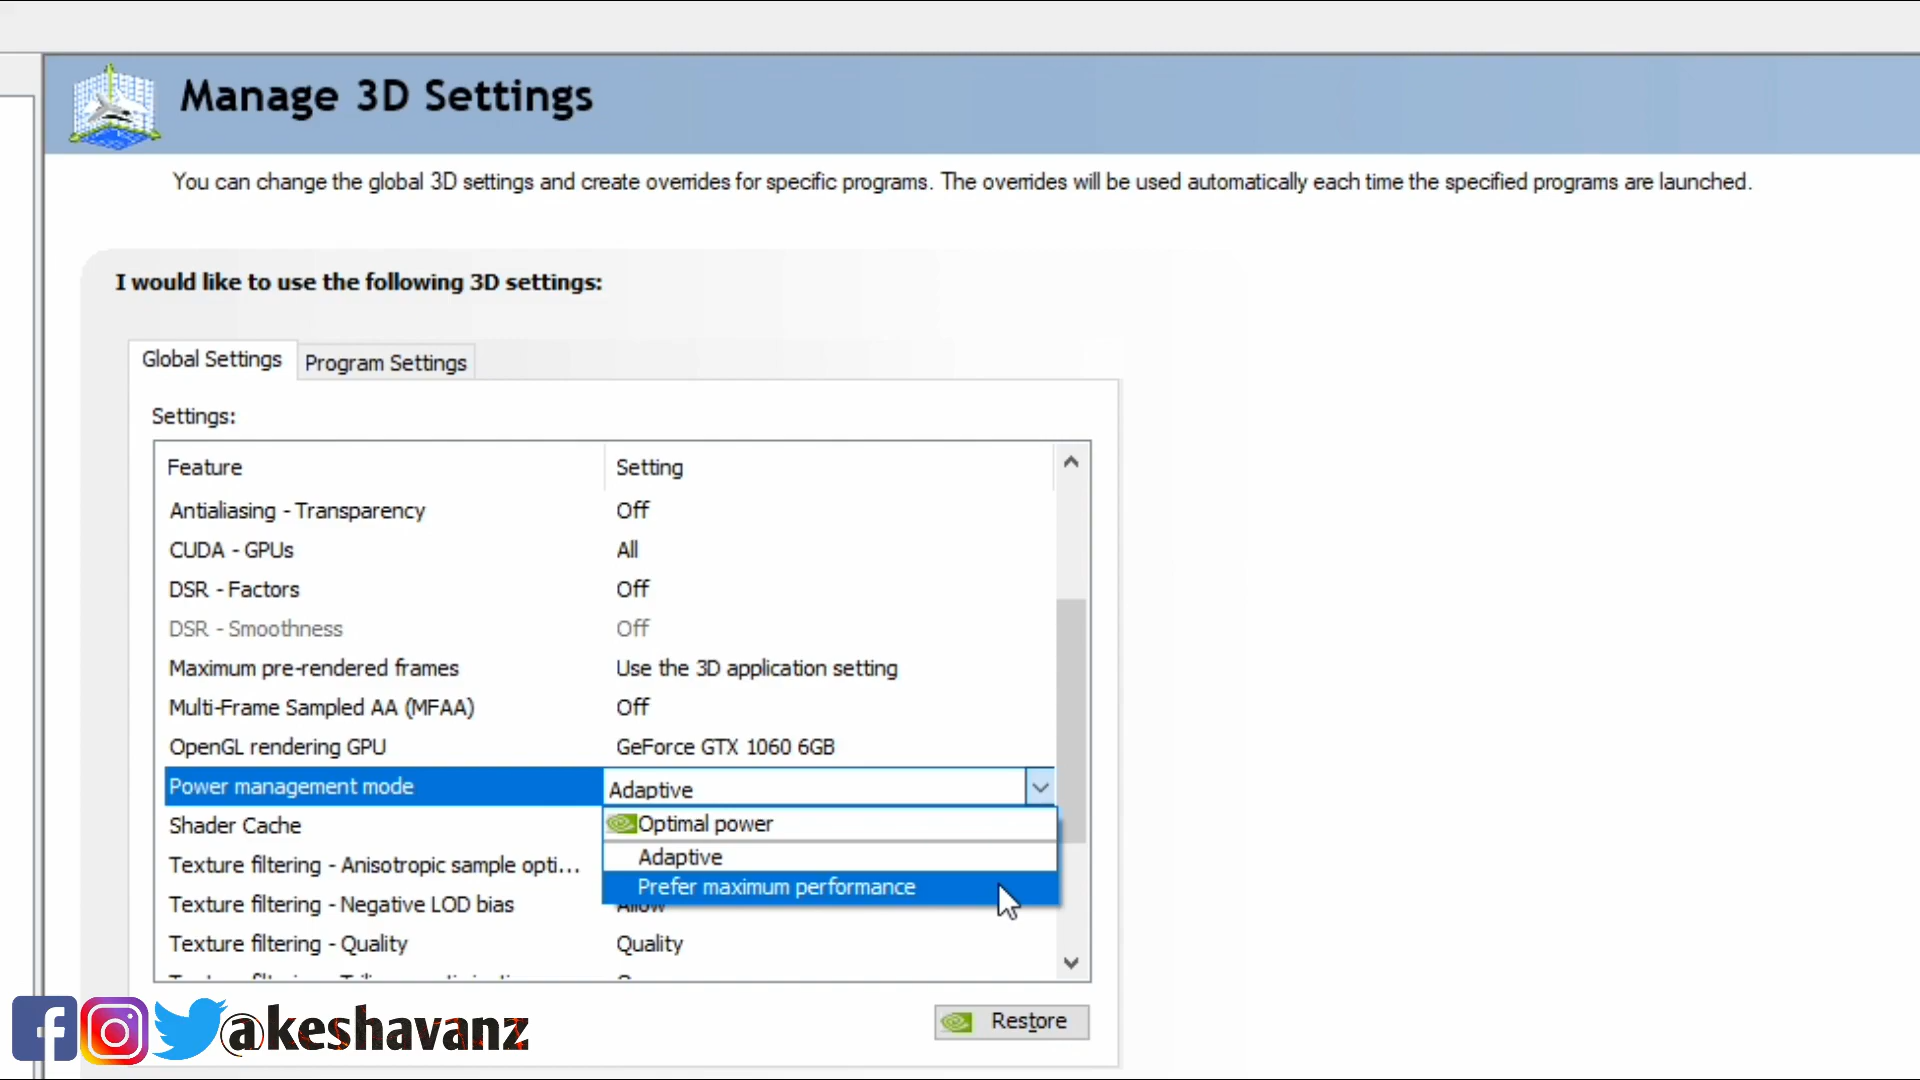 Manage 3D Settings
You can change the global 3D settings and create overrides for specific programs. The overrides will be used automatically each time the specified programs are launched.
I would like to use the following 3D settings:
Global Settings Program Settings
Settings:
Feature Setting
Antialiasing - Transparency Off
CUDA - GPUs All
DSR - Factors Off
DSR - Smoothness Off
Maximum pre-rendered frames Use the 3D application setting
Multi-Frame Sampled AA (MFAA) Off
OpenGL rendering GPU GeForce GTX 1060 6GB
Power management mode Adaptive
Optimal power
Shader Cache
Adaptive
Texture filtering - Anisotropic sample opti...
Prefer maximum performance
Texture filtering - Negative LOD bias Allow
Texture filtering - Quality Quality
Restore
@keshavanz